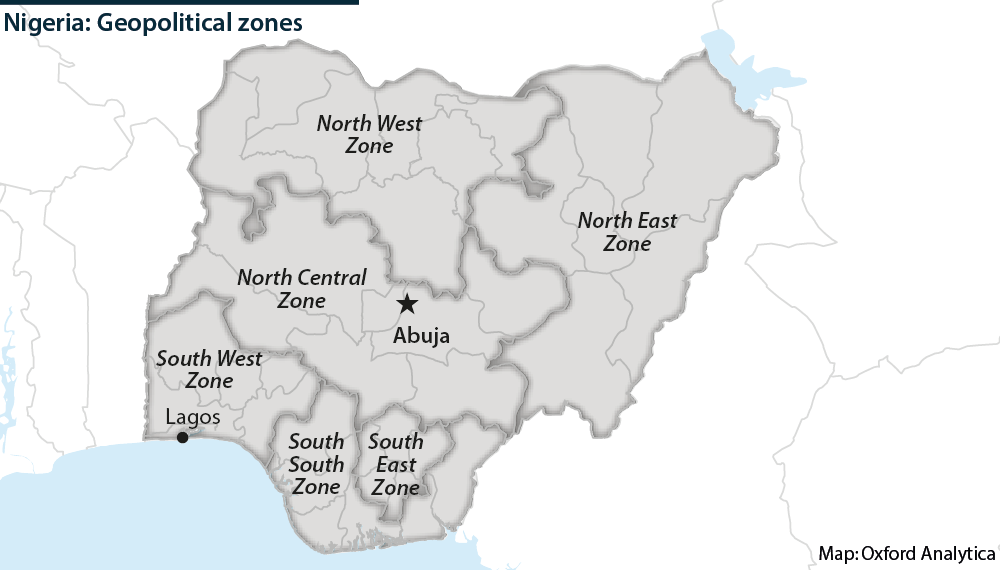 Nigeria: Geopolitical zones
North West
Zone
North East
Zone
North Central
Zone
Abuja
South West
Zone
Lagos
South
South
Zone
South
East
Zone
Map: Oxford Analytica